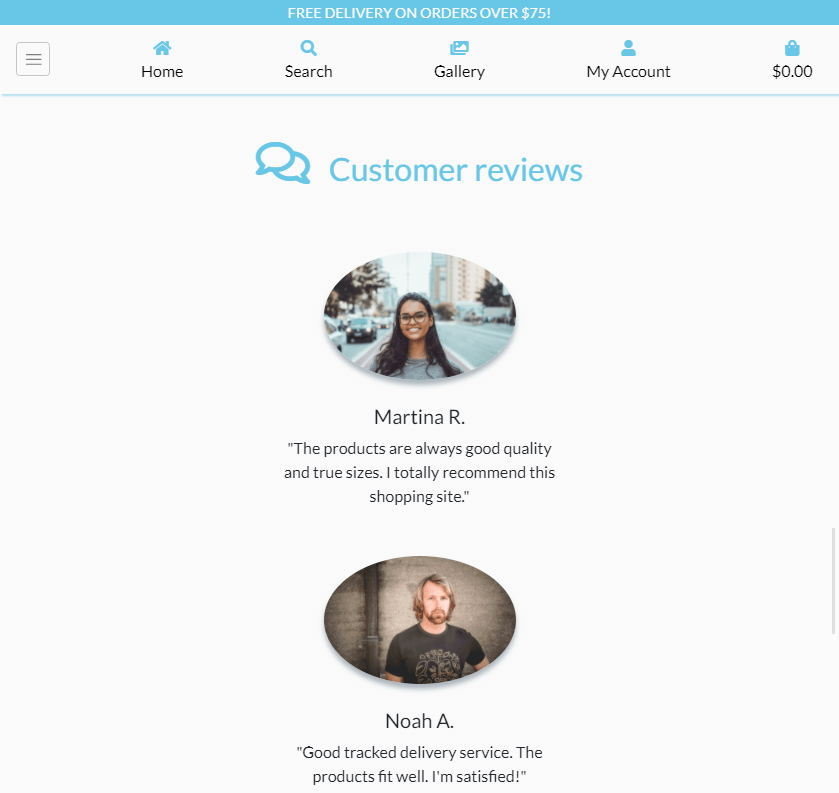 FREE DELIVERY ON ORDERS OVER $75!
Home
Search
Gallery
My Account
$0.00
Customer reviews
Martina R.
"The products are always good quality
and true sizes. I totally recommend this
shopping site."
Noah A.
"Good tracked delivery service. The
products fit well. I'm satisfied!"